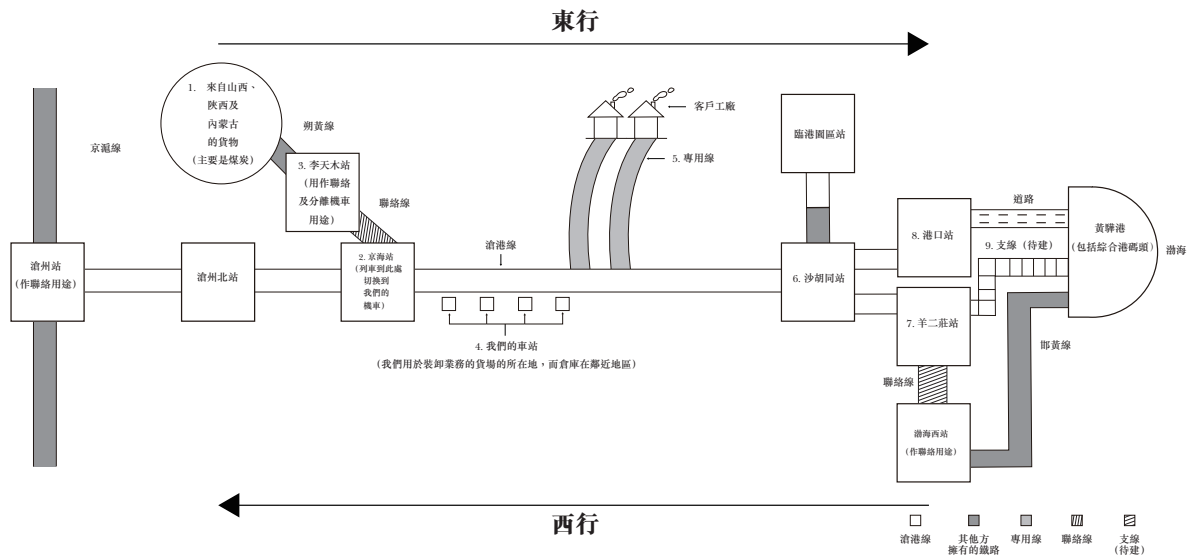 東行
1. 來自山西、
陝西及
內蒙古
的貨物
(主要是煤炭)
京滬線
朔黃線
3. 李天木站
(用作聯絡
及分離機車
用途)
聯絡線
客戶工廠
5. 專用線
臨港園區站
滄州站
(作聯絡用途)
滄州北站
2. 京海站
(列車到此處
切換到
我們的
機車)
滄港線
4. 我們的車站
(我們用於裝卸業務的貨場的所在地，而倉庫在鄰近地區)
6. 沙胡同站
8. 港口站
道路
9. 支線（待建）
黃驊港
(包括綜合港碼頭)
渤海
7. 羊二莊站
邯黃線
聯絡線
渤海西站
(作聯絡用途)
西行
滄港線
其他方
擁有的鐵路
專用線
聯絡線
支線
(待建)